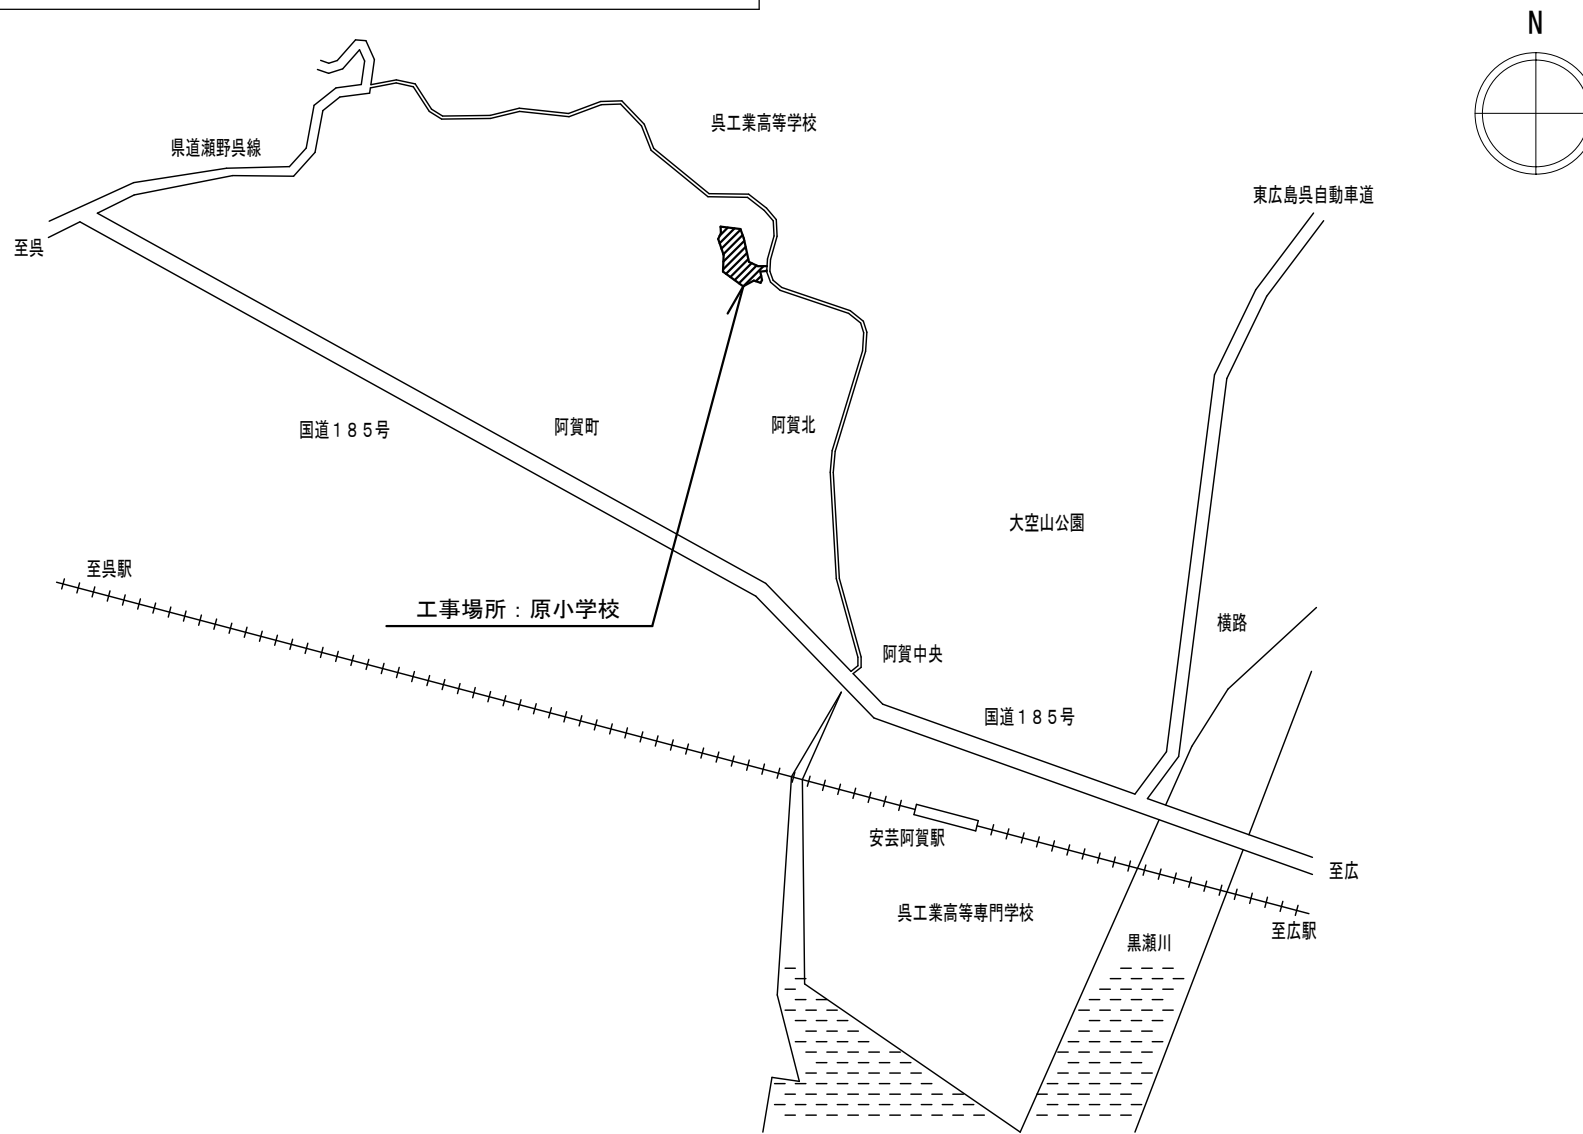 N
呉工業高等学校
県道瀬野呉線
東広島呉自動車道
至呉
国道１８５号
阿賀町
阿賀北
大空山公園
至呉駅
工事場所：原小学校
横路
阿賀中央
国道１８５号
安芸阿賀駅
至広
呉工業高等専門学校
至広駅
黒瀬川